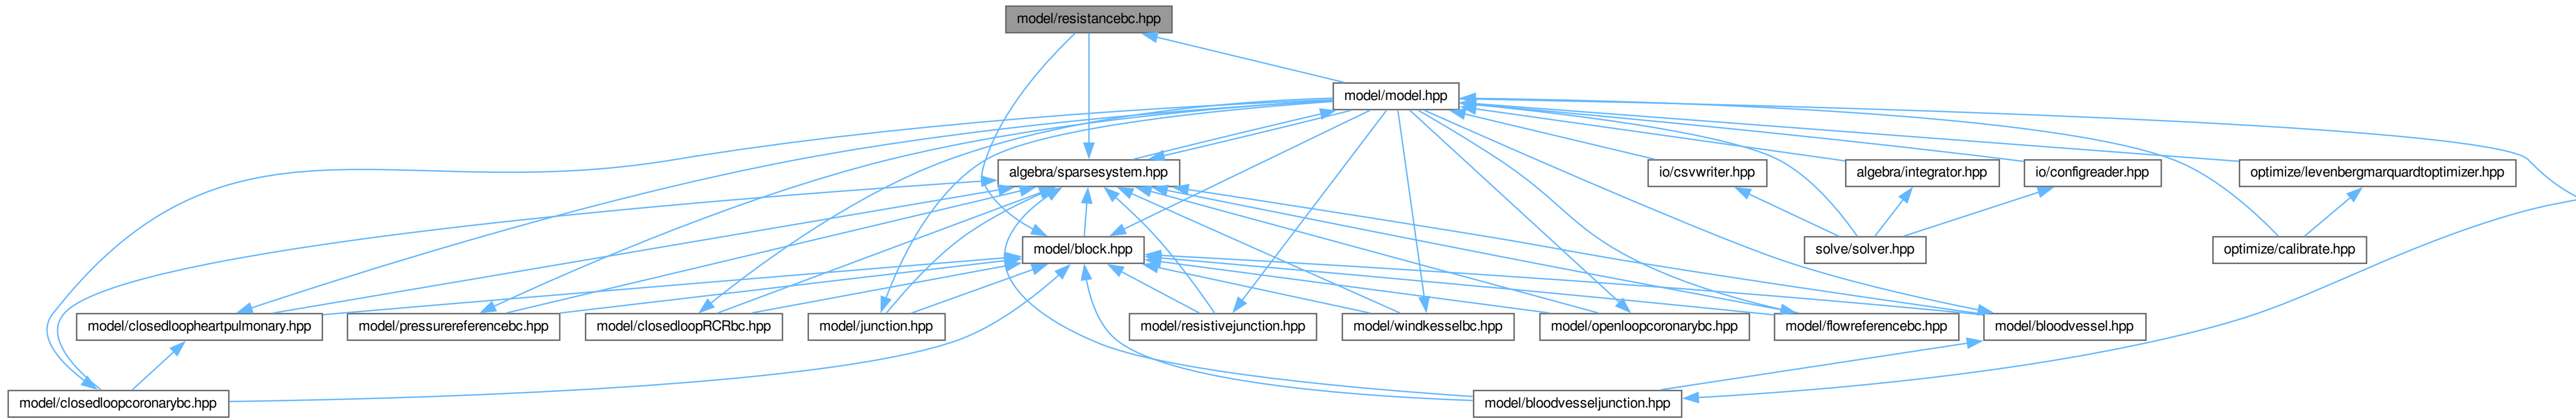 model/resistancebc.hpp
model/model.hpp
algebra/sparsesystem.hpp
io/csvwriter.hpp
algebra/integrator.hpp
io/configreader.hpp
optimize/levenbergmarquardtoptimizer.hpp
model/block.hpp
solve/solver.hpp
optimize/calibrate.hpp
model/closedloopheartpulmonary.hpp
model/pressurereferencebc.hpp
model/closedloopRCRbc.hpp
model/junction.hpp
model/resistivejunction.hpp
model/windkesselbc.hpp
model/openloopcoronarybc.hpp
model/flowreferencebc.hpp
model/bloodvessel.hpp
model/closedloopcoronarybc.hpp
model/bloodvesseljunction.hpp